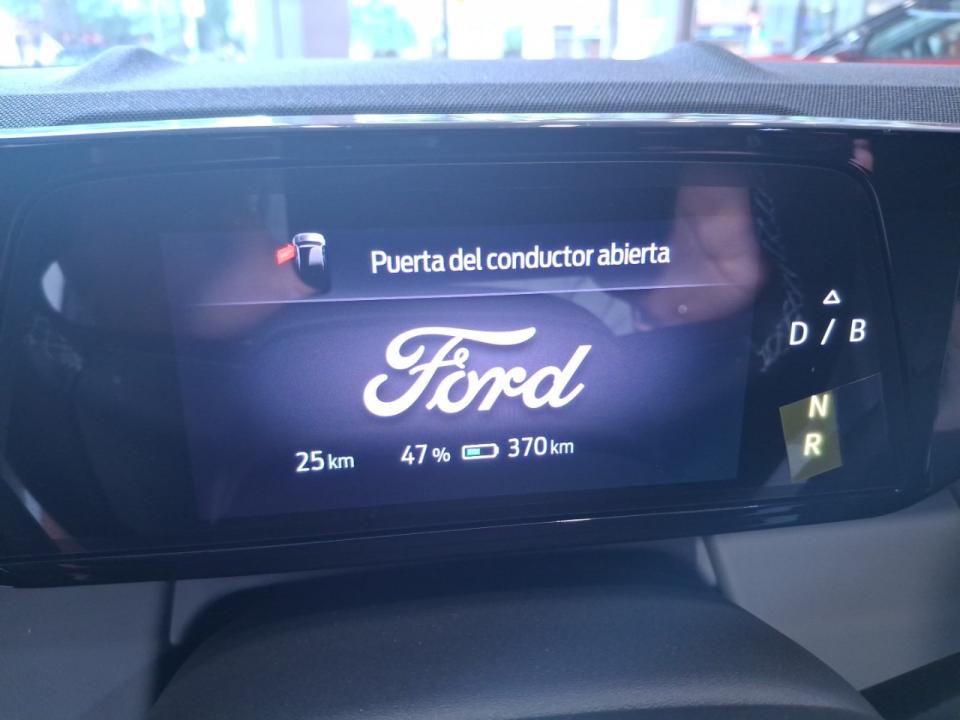 Puerta del conductor abierta
D / B
Ford
N
R
25 km 47 % 370 km